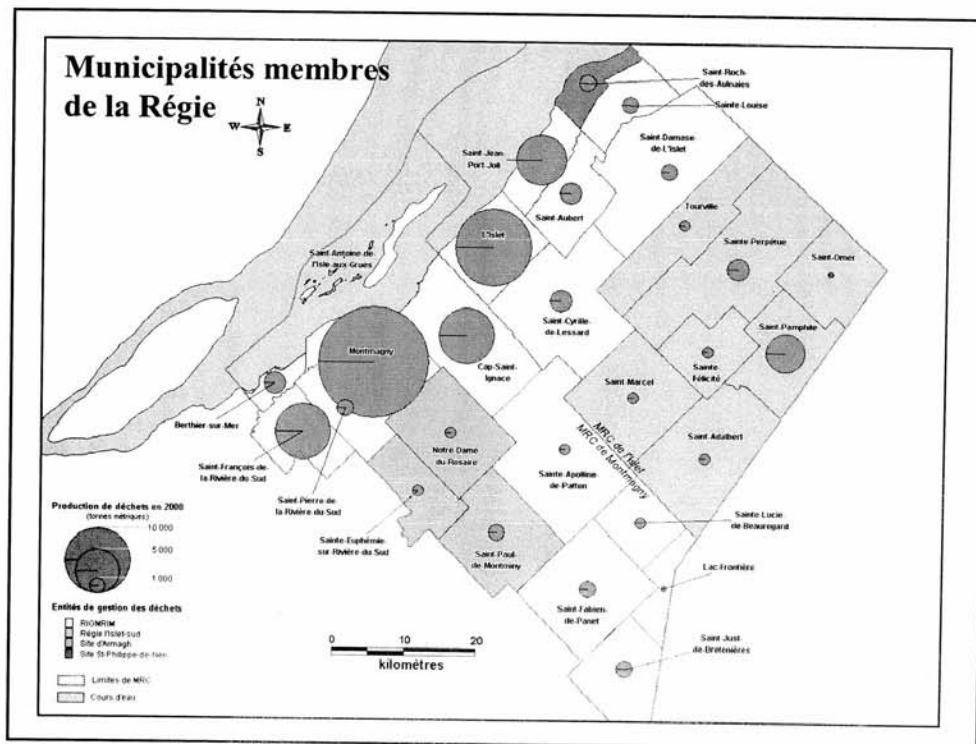 Municipalités membres
de la Régie
N
W E
S
Saint-Roch-
des-Aulnaies
Sainte-Louise
Saint-Damase-
de-L'Islet
Saint-Jean-
Port-Joli
Saint-Aubert
Tourville
Sainte-Perpétue
Saint-Omer
L'Islet
Saint-Antoine-de-
l'Isle-aux-Grues
Saint-Cyrille-
de-Lessard
Saint-Pamphile
Montmagny
Cap-Saint-
Ignace
Sainte-
Félicité
Saint-Marcel
Berthier-sur-Mer
MRC de l'Islet
MRC de Montmagny
Saint-Adalbert
Notre-Dame
du-Rosaire
Saint-François-de-
la-Rivière du Sud
Sainte-Apolline-
de-Patton
Saint-Pierre-de-
la-Rivière du Sud
Sainte-Lucie
de-Beauregard
Sainte-Euphémie-
sur-Rivière du Sud
Saint-Paul-
de-Montminy
Lac-Frontière
Saint-Fabien-
de-Panet
Saint-Just-
de-Bretenières
Production de déchets en 2000
(tonnes métriques)
10 000
5 000
1 000
Entités de gestion des déchets
RIGMRIM
Régie l'Islet-sud
Site d'Armagh
Site St-Philippe-de-Néri
Limites de MRC
Cours d'eau
0 10 20
kilométres